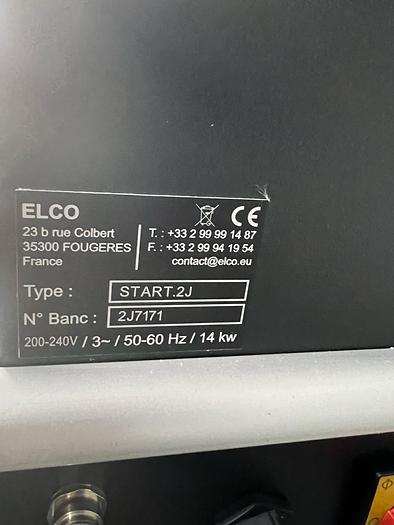 ELCO
23 b rue Colbert
35300 FOUGERES
France
T. : +33 2 99 99 14 87
F. : +33 2 99 94 19 54
contact@elco.eu
CE
Type : START.2J
N° Banc : 2J7171
200-240V / 3~ / 50-60 Hz / 14 kw